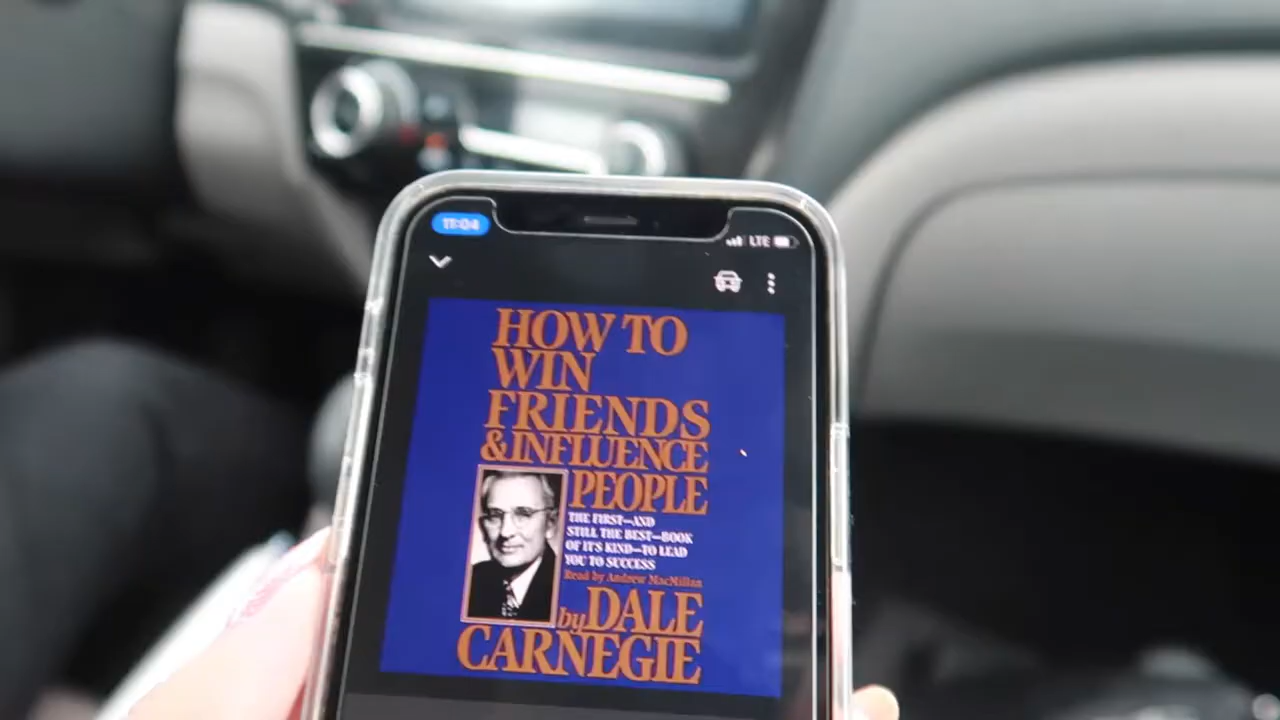 11:04
LTE
HOW TO
WIN
FRIENDS
& INFLUENCE
PEOPLE
THE FIRST—AND
STILL THE BEST—BOOK
OF IT'S KIND—TO LEAD
YOU TO SUCCESS
Read by Andrew MacMillan
by DALE
CARNEGIE